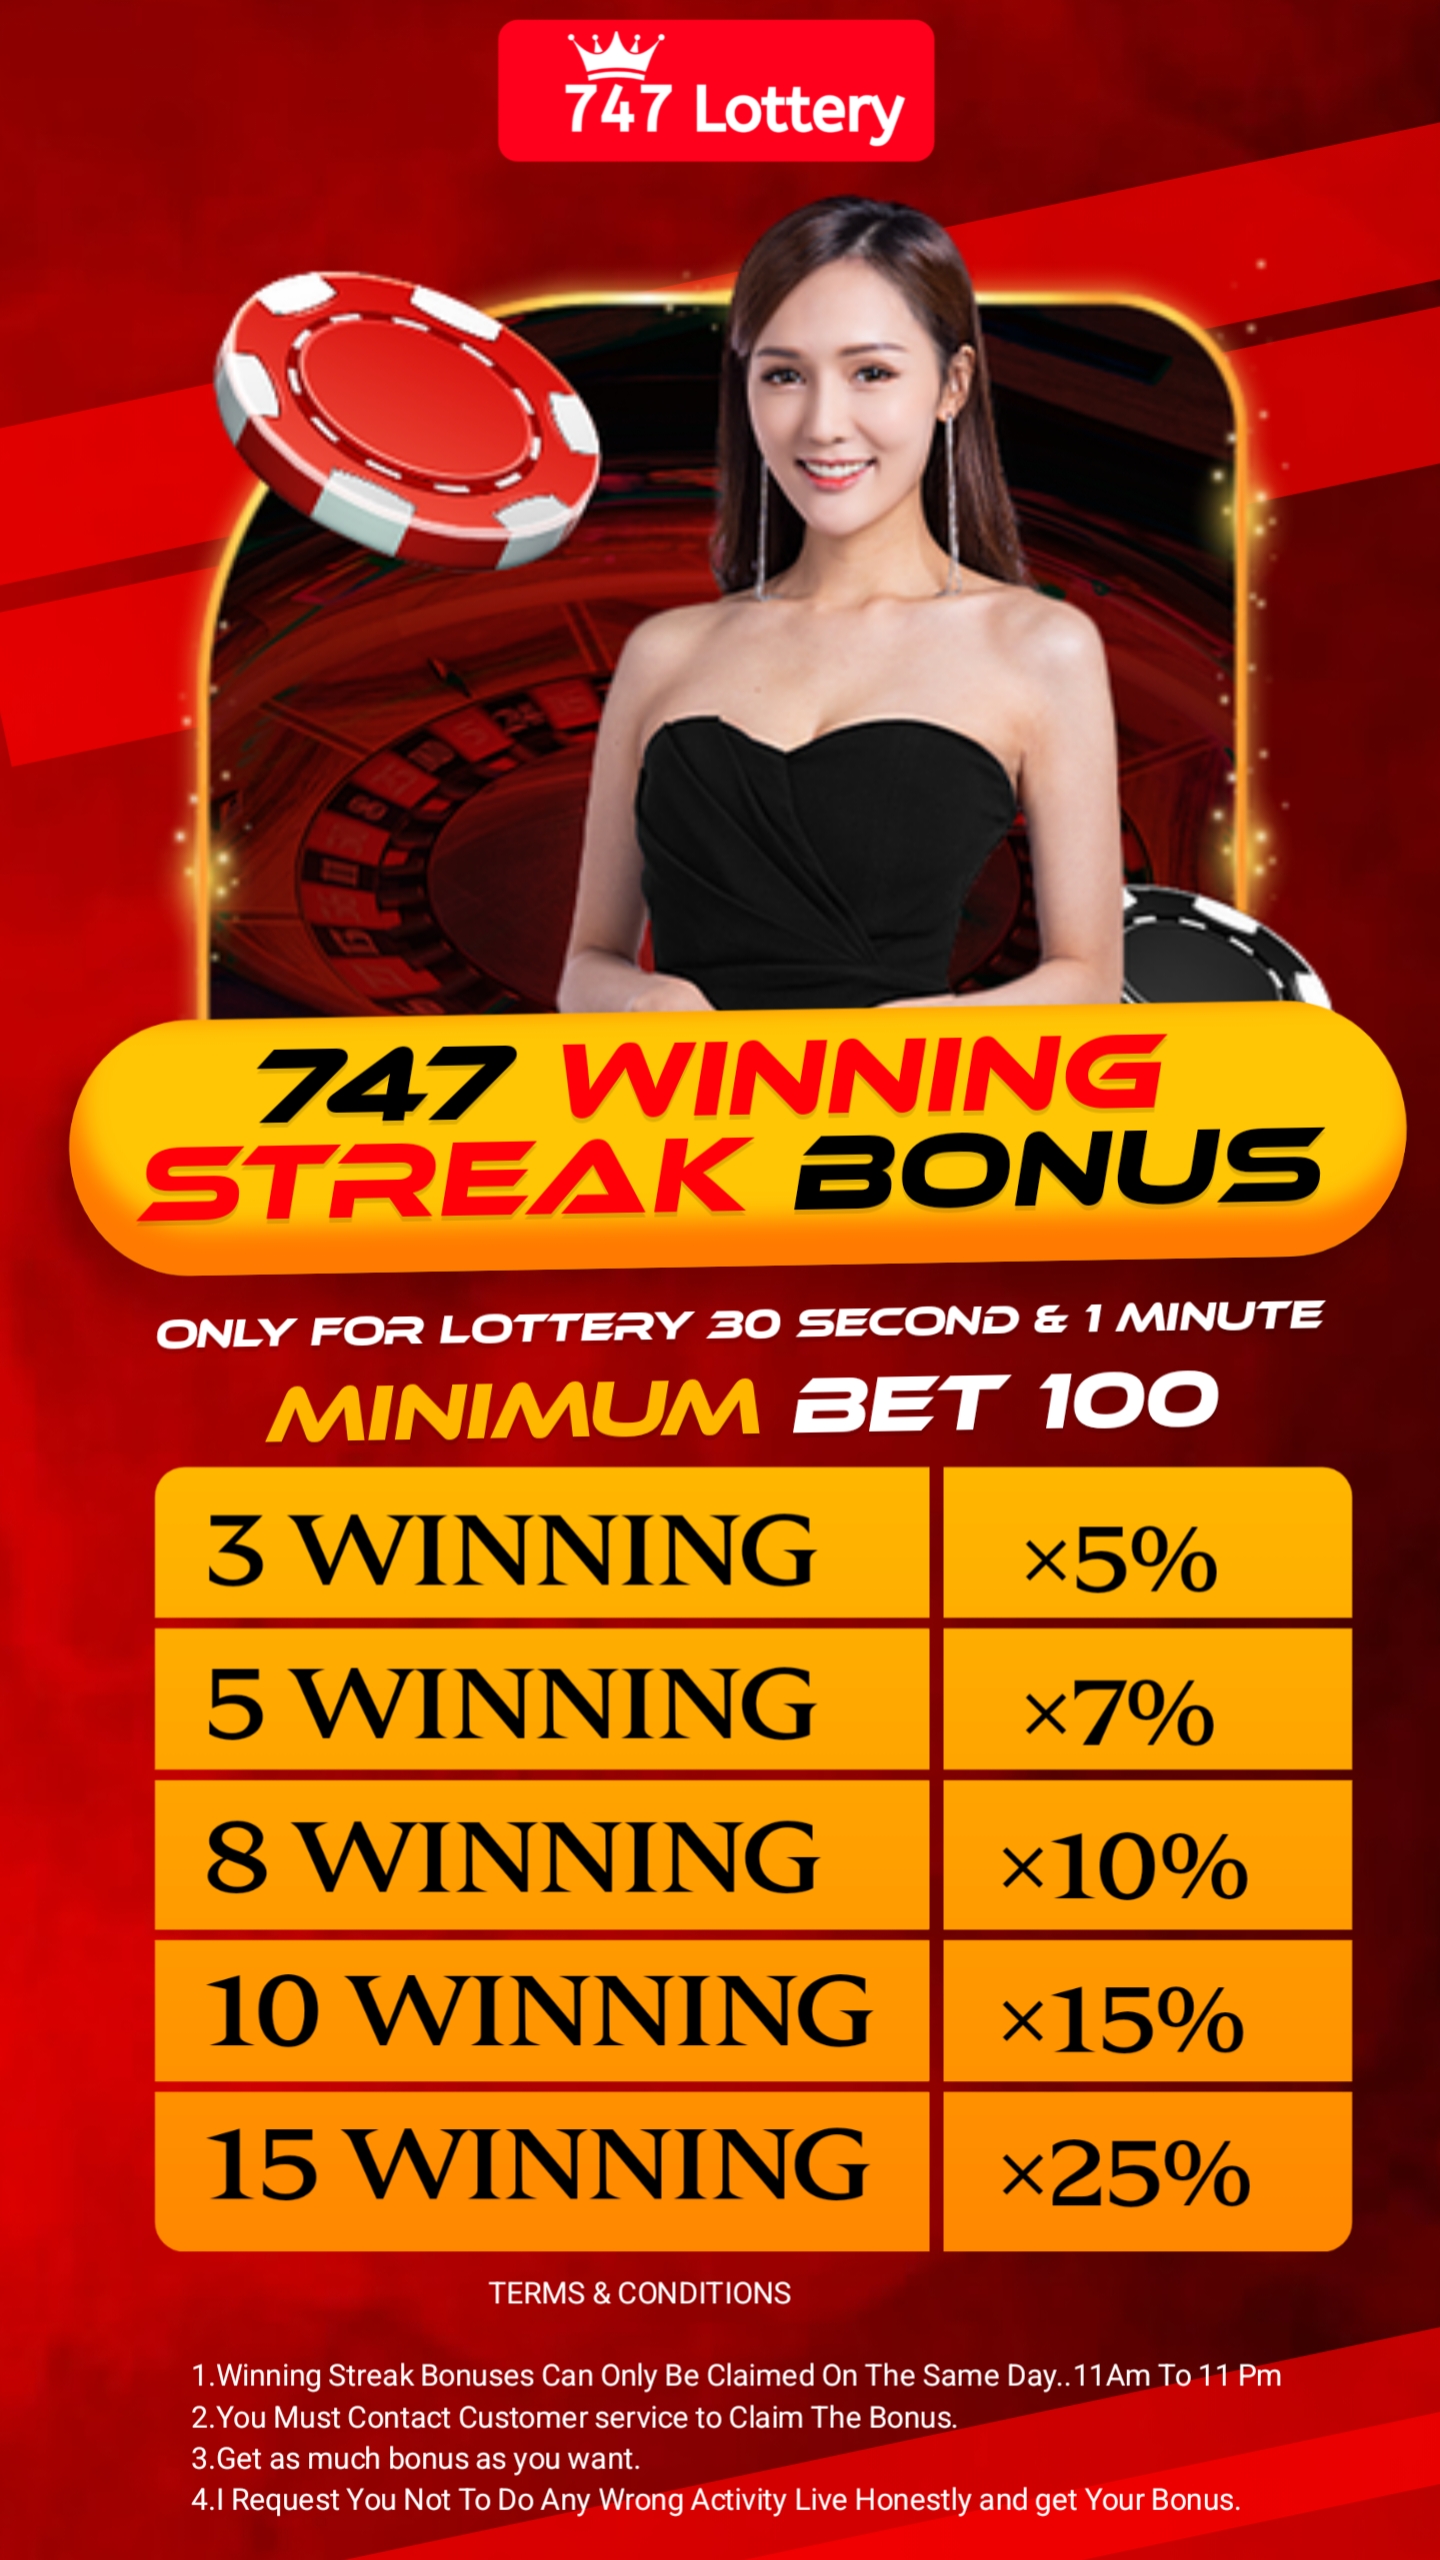 747 Lottery
747 WINNING
STREAK BONUS
ONLY FOR LOTTERY 30 SECOND & 1 MINUTE
MINIMUM BET 100
3 WINNING ×5%
5 WINNING ×7%
8 WINNING ×10%
10 WINNING ×15%
15 WINNING ×25%
TERMS & CONDITIONS
1.Winning Streak Bonuses Can Only Be Claimed On The Same Day..11Am To 11 Pm
2.You Must Contact Customer service to Claim The Bonus.
3.Get as much bonus as you want.
4.I Request You Not To Do Any Wrong Activity Live Honestly and get Your Bonus.